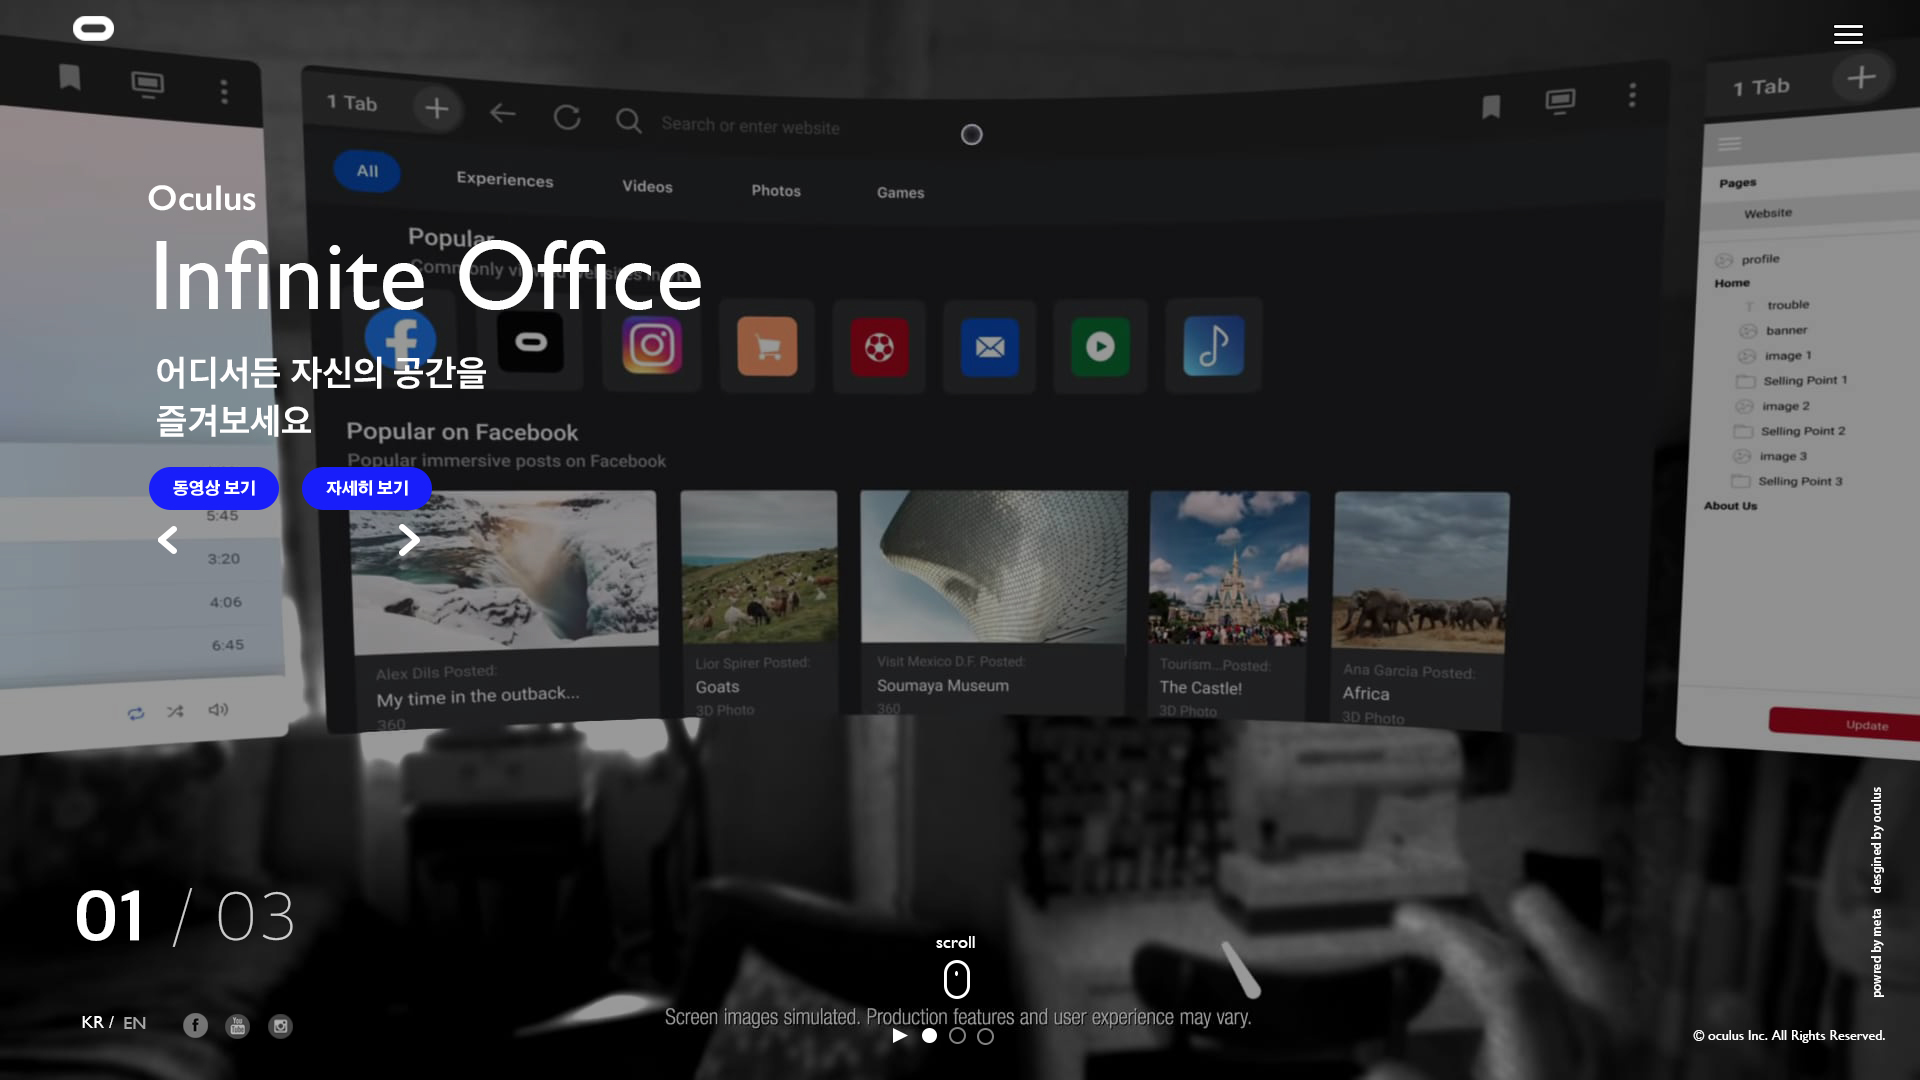 1 Tab
Search or enter website
1 Tab
All
Experiences
Videos
Photos
Games
Oculus
Infinite Office
Popular
어디서든 자신의 공간을
즐겨보세요
Popular on Facebook
Popular immersive posts on Facebook
동영상 보기
자세히 보기
5:45
3:20
4:06
6:45
Alex Dils Posted:
My time in the outback...
360
Lior Spirer Posted:
Goats
3D Photo
Visit Mexico D.F. Posted:
Soumaya Museum
360
Tourism...Posted:
The Castle!
3D Photo
Ana Garcia Posted:
Africa
3D Photo
Pages
Website
profile
Home
trouble
banner
image 1
Selling Point 1
image 2
Selling Point 2
image 3
Selling Point 3
About Us
Update
01 / 03
scroll
Screen images simulated. Production features and user experience may vary.
KR / EN
You
Tube
powred by meta desgined by oculus
© oculus Inc. All Rights Reserved.